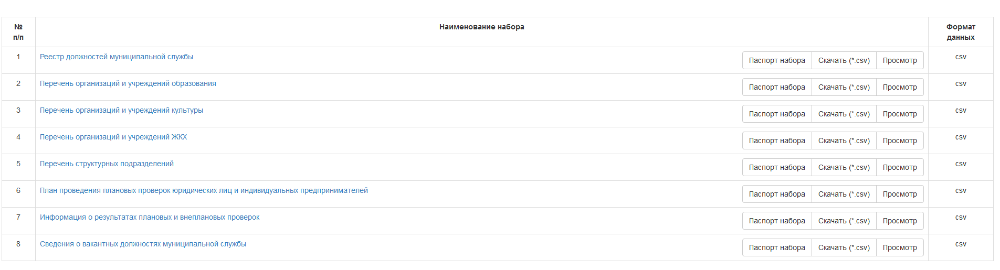 № п/п Наименование набора Формат данных
1 Реестр должностей муниципальной службы Паспорт набора Скачать (*.csv) Просмотр csv
2 Перечень организаций и учреждений образования Паспорт набора Скачать (*.csv) Просмотр csv
3 Перечень организаций и учреждений культуры Паспорт набора Скачать (*.csv) Просмотр csv
4 Перечень организаций и учреждений ЖКХ Паспорт набора Скачать (*.csv) Просмотр csv
5 Перечень структурных подразделений Паспорт набора Скачать (*.csv) Просмотр csv
6 План проведения плановых проверок юридических лиц и индивидуальных предпринимателей Паспорт набора Скачать (*.csv) Просмотр csv
7 Информация о результатах плановых и внеплановых проверок Паспорт набора Скачать (*.csv) Просмотр csv
8 Сведения о вакантных должностях муниципальной службы Паспорт набора Скачать (*.csv) Просмотр csv